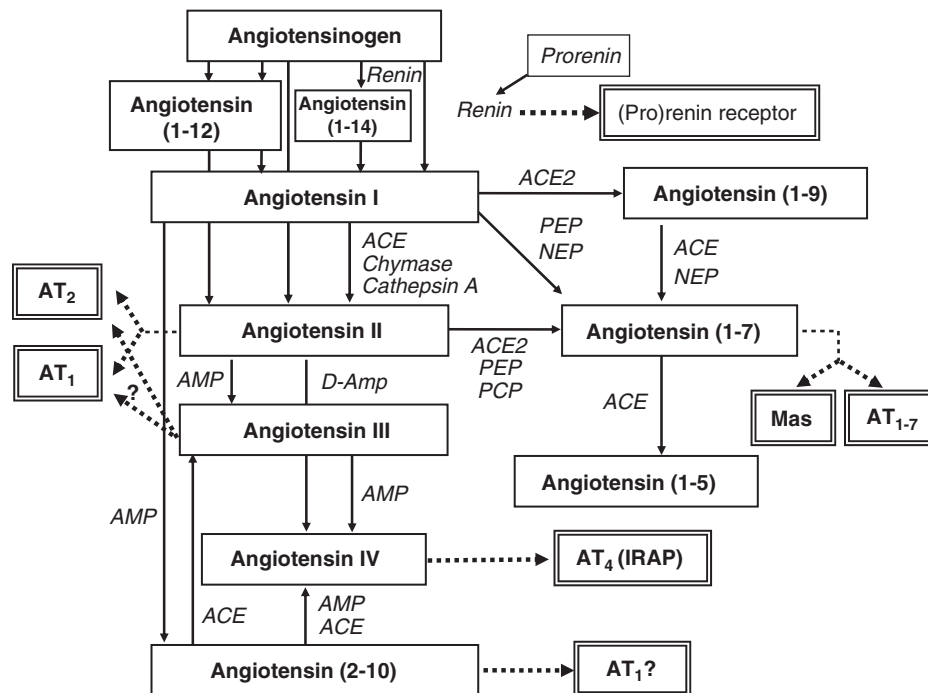 Angiotensinogen
Prorenin
Renin
Angiotensin
(1-12)
Angiotensin
(1-14)
Renin
(Pro)renin receptor
Angiotensin I
ACE2
Angiotensin (1-9)
PEP
NEP
ACE
Chymase
Cathepsin A
ACE
NEP
AT2
Angiotensin II
Angiotensin (1-7)
ACE2
PEP
PCP
AT1
?
AMP
D-Amp
ACE
Mas
AT1-7
Angiotensin III
Angiotensin (1-5)
AMP
AMP
Angiotensin IV
AT4 (IRAP)
ACE
AMP
ACE
Angiotensin (2-10)
AT1?